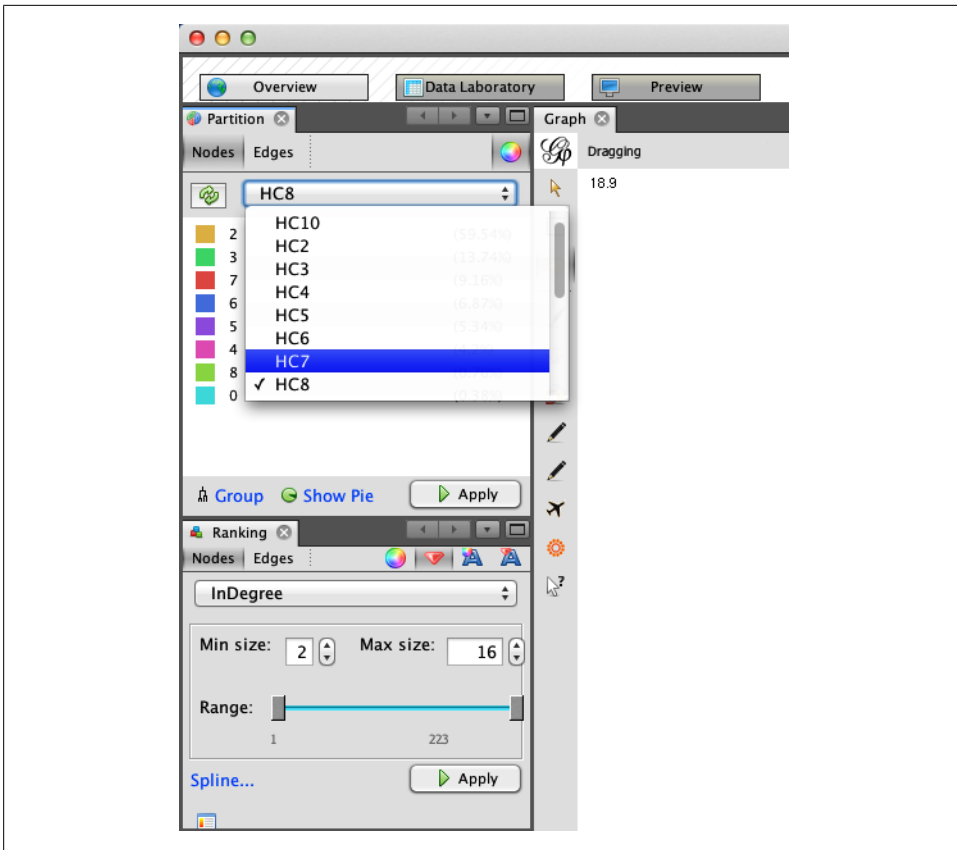 Overview
Data Laboratory
Preview
Partition
Graph
Nodes Edges
Dragging
HC8
18.9
HC10
HC2
HC3
HC4
HC5
HC6
HC7
✓ HC8
2 (59.54%)
3 (13.74%)
7 (9.16%)
6 (6.87%)
5 (5.34%)
4
8
0
Group
Show Pie
Apply
Ranking
Nodes Edges
InDegree
Min size: 2
Max size: 16
Range:
1 223
Spline...
Apply